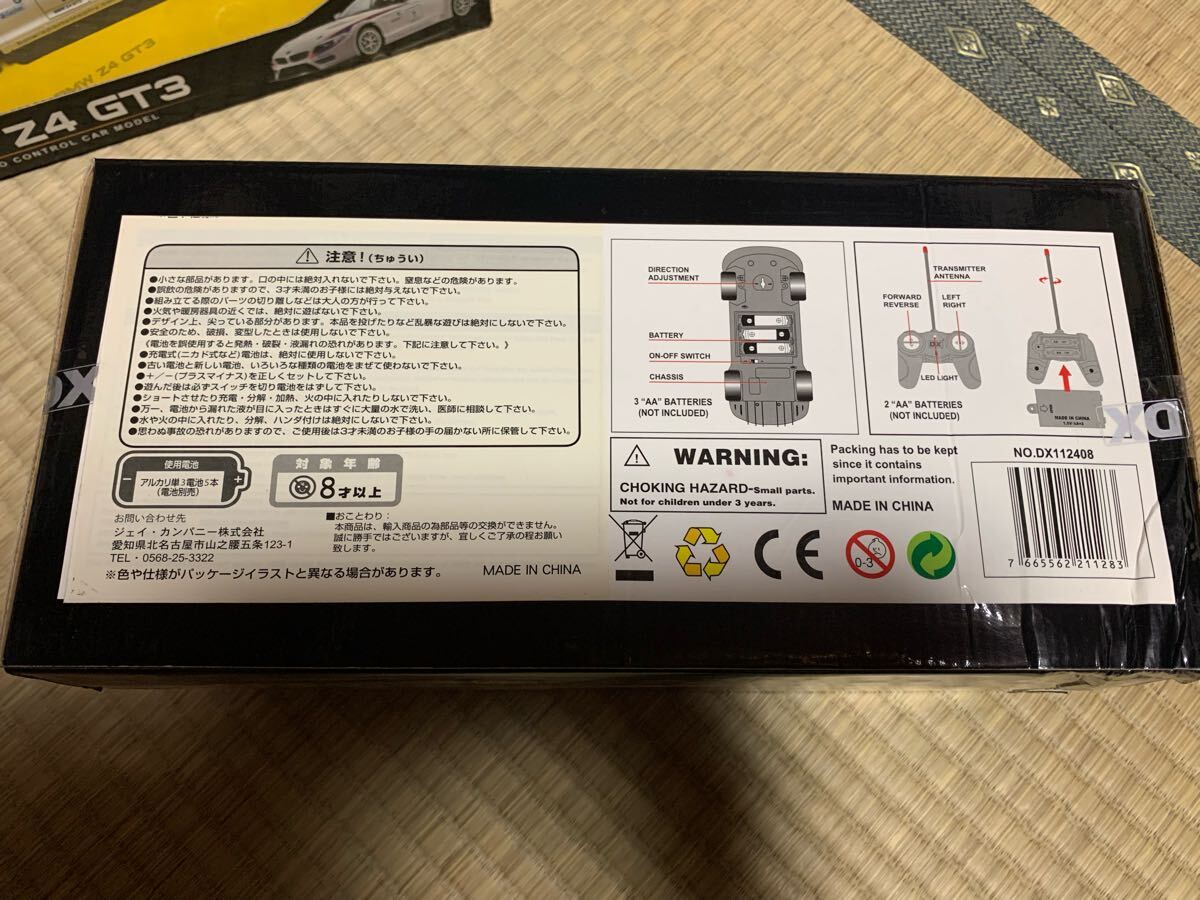 BMW Z4 GT3
Z4 GT3
CONTROL CAR MODEL
注意!(ちゅうい)
●小さな部品があります。口の中には絶対入れないで下さい。窒息などの危険があります。
●誤飲の危険がありますので、3才未満のお子様には絶対与えないで下さい。
●組み立てる際のパーツの切り離しなどは大人の方が行って下さい。
●火気や暖房器具の近くでは、絶対に遊ばないで下さい。
●デザイン上、尖っている部分があります。本品を投げたりなど乱暴な遊びは絶対にしないで下さい。
●安全のため、破損、変型したときは使用しないで下さい。
《電池を誤使用すると発熱・破裂・液漏れの恐れがあります。下記に注意して下さい。》
●充電式(ニカド式など)電池は、絶対に使用しないで下さい。
●古い電池と新しい電池、いろいろな種類の電池をまぜて使わないで下さい。
●+/-(プラスマイナス)を正しくセットして下さい。
●遊んだ後は必ずスイッチを切り電池をはずして下さい。
●ショートさせたり充電・分解・加熱、火の中に入れたりしないで下さい。
●万一、電池から漏れた液が目に入ったときはすぐに大量の水で洗い、医師に相談して下さい。
●水や火の中に入れたり、分解、ハンダ付けは絶対にしないで下さい。
●思わぬ事故の恐れがありますので、ご使用後は3才未満のお子様の手の届かない所に保管して下さい。
使用電池
アルカリ単3電池5本
(電池別売)
対象年齢
8才以上
お問い合わせ先
ジェイ・カンパニー株式会社
愛知県北名古屋市山之腰五条123-1
TEL・0568-25-3322
■おことわり:
本商品は、輸入商品の為部品等の交換ができません。
誠に勝手ではございますが、宜しくご了承の程お願い
致します。
※色や仕様がパッケージイラストと異なる場合があります。
MADE IN CHINA
DIRECTION
ADJUSTMENT
BATTERY
ON-OFF SWITCH
CHASSIS
3 “AA” BATTERIES
(NOT INCLUDED)
TRANSMITTER
ANTENNA
FORWARD
REVERSE
LEFT
RIGHT
DX
LED LIGHT
2 “AA” BATTERIES
(NOT INCLUDED)
MADE IN CHINA
WARNING:
CHOKING HAZARD-Small parts.
Not for children under 3 years.
Packing has to be kept
since it contains
important information.
MADE IN CHINA
CE
0-3
NO.DX112408
7 665562 211283
DX
DX